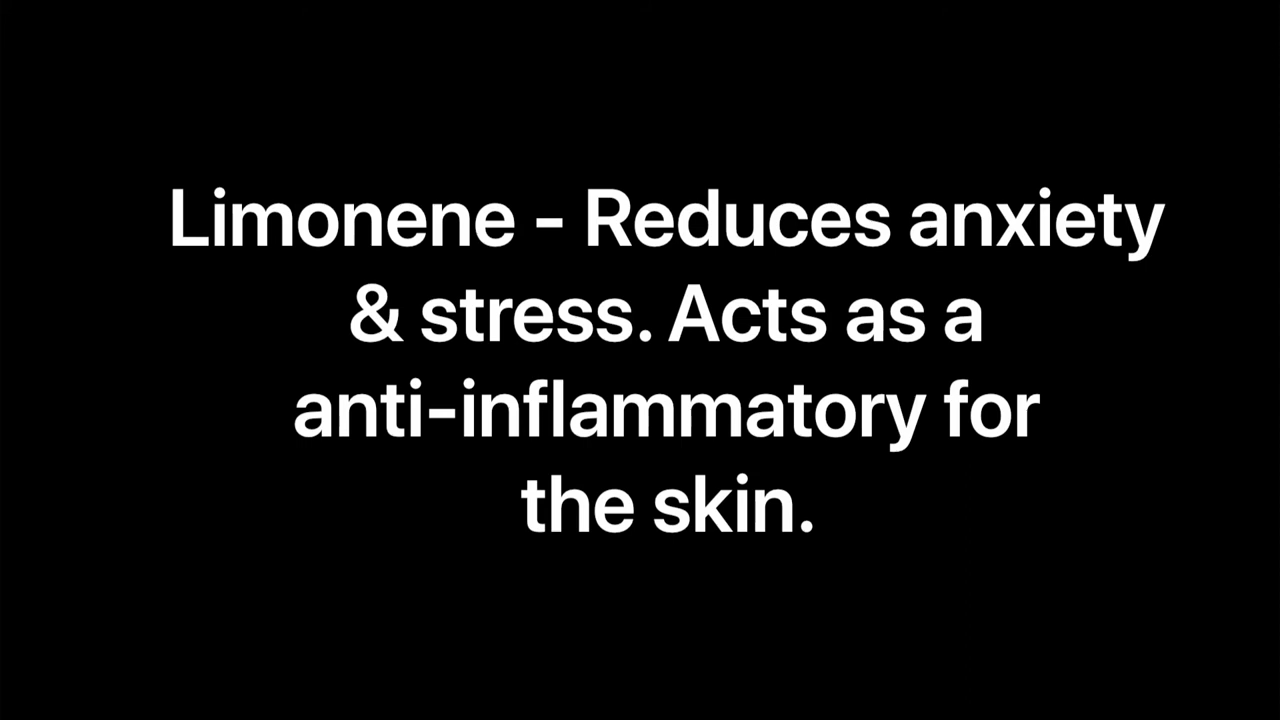 Limonene - Reduces anxiety
& stress. Acts as a
anti-inflammatory for
the skin.